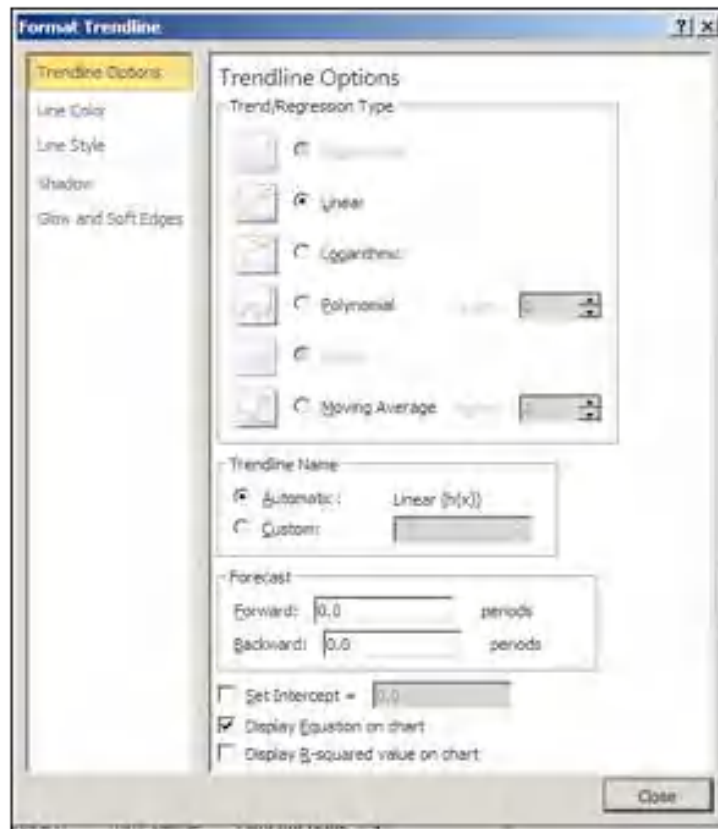 Format Trendline
Trendline Options
Line Color
Line Style
Shadow
Glow and Soft Edges
Trendline Options
Trend/Regression Type
Linear
Logarithmic
Polynomial
Moving Average
Trendline Name
Automatic: Linear (h(x))
Custom:
Forecast
Forward: 0.0 periods
Backward: 0.0 periods
Set Intercept = 0.0
Display Equation on chart
Display R-squared value on chart
Close